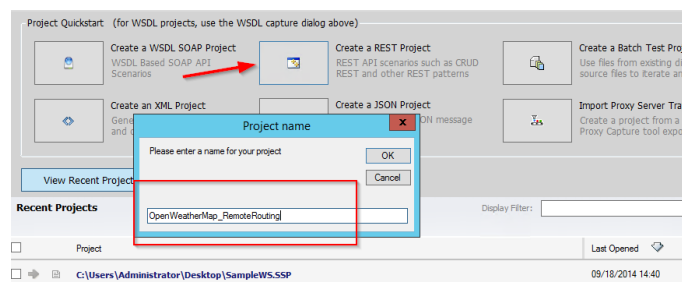 Project Quickstart (for WSDL projects, use the WSDL capture dialog above)
Create a WSDL SOAP Project
WSDL Based SOAP API
Scenarios
Create a REST Project
REST API scenarios such as CRUD
REST and other REST patterns
Create a Batch Test Proj
Use files from existing di
source files to iterate an
Create an XML Project
Gene
and c
Create a JSON Project
ON message
Import Proxy Server Tra
Create a project from a
Proxy Capture tool expo
Project name
x
Please enter a name for your project
OK
Cancel
OpenWeatherMap_RemoteRouting
View Recent Project
Recent Projects
Display Filter:
Project
Last Opened
C:\Users\Administrator\Desktop\SampleWS.SSP
09/18/2014 14:40